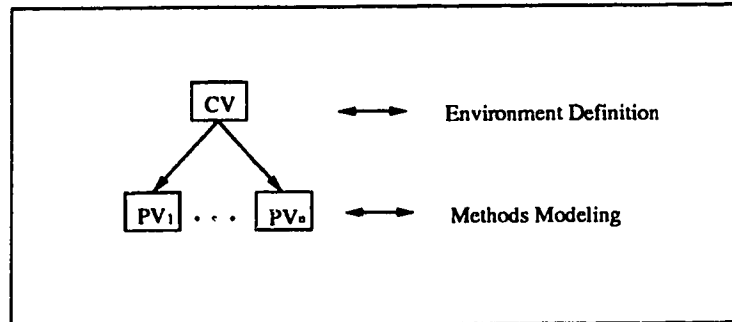 CV Environment Definition
PV₁ . . . PVₙ Methods Modeling